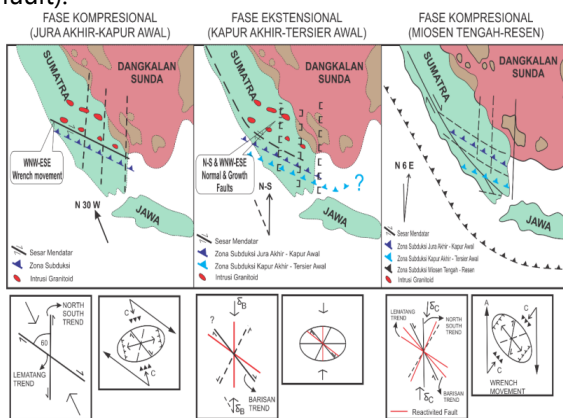 fault).
FASE KOMPRESIONAL
(JURA AKHIR-KAPUR AWAL)
SUMATRA
DANGKALAN
SUNDA
WNW-ESE
Wrench movement
N 30 W
JAWA
Sesar Mendatar
Zona Subduksi
Intrusi Granitoid
FASE EKSTENSIONAL
(KAPUR AKHIR-TERSIER AWAL)
SUMATRA
DANGKALAN
SUNDA
N-S & WNW-ESE
Normal & Growth
Faults
?
N-S
JAWA
Sesar Mendatar
Zona Subduksi Jura Akhir - Kapur Awal
Zona Subduksi Kapur Akhir - Tersier Awal
Intrusi Granitoid
FASE KOMPRESIONAL
(MIOSEN TENGAH-RESEN)
SUMATRA
DANGKALAN
SUNDA
N 6 E
JAWA
Sesar Mendatar
Zona Subduksi Jura Akhir - Kapur Awal
Zona Subduksi Kapur Akhir - Tersier Awal
Zona Subduksi Miosen Tengah - Resen
Intrusi Granitoid
NORTH
SOUTH
TREND
60
LEMATANG
TREND
C
C
?
δB
BARISAN
TREND
δB
LEMATANG
TREND
δC
NORTH
SOUTH
TREND
δC
BARISAN
TREND
Reactivited Fault
A
C
C
WRENCH
MOVEMENT